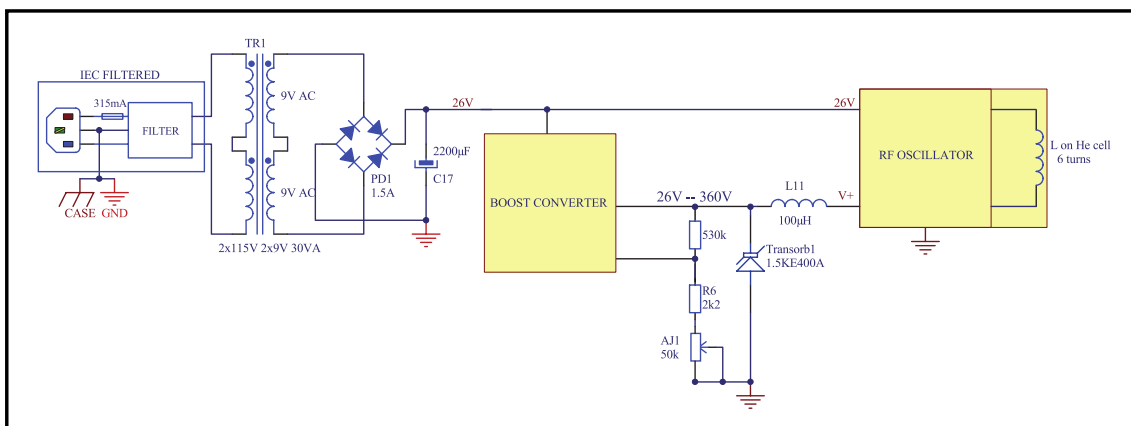 TR1
IEC FILTERED
315mA
FILTER
CASE GND
9V AC
9V AC
2x115V 2x9V 30VA
PD1
1.5A
2200µF
C17
26V
BOOST CONVERTER
26V -- 360V
530k
R6
2k2
AJ1
50k
Transorb1
1.5KE400A
L11
100µH
26V
V+
RF OSCILLATOR
L on He cell
6 turns